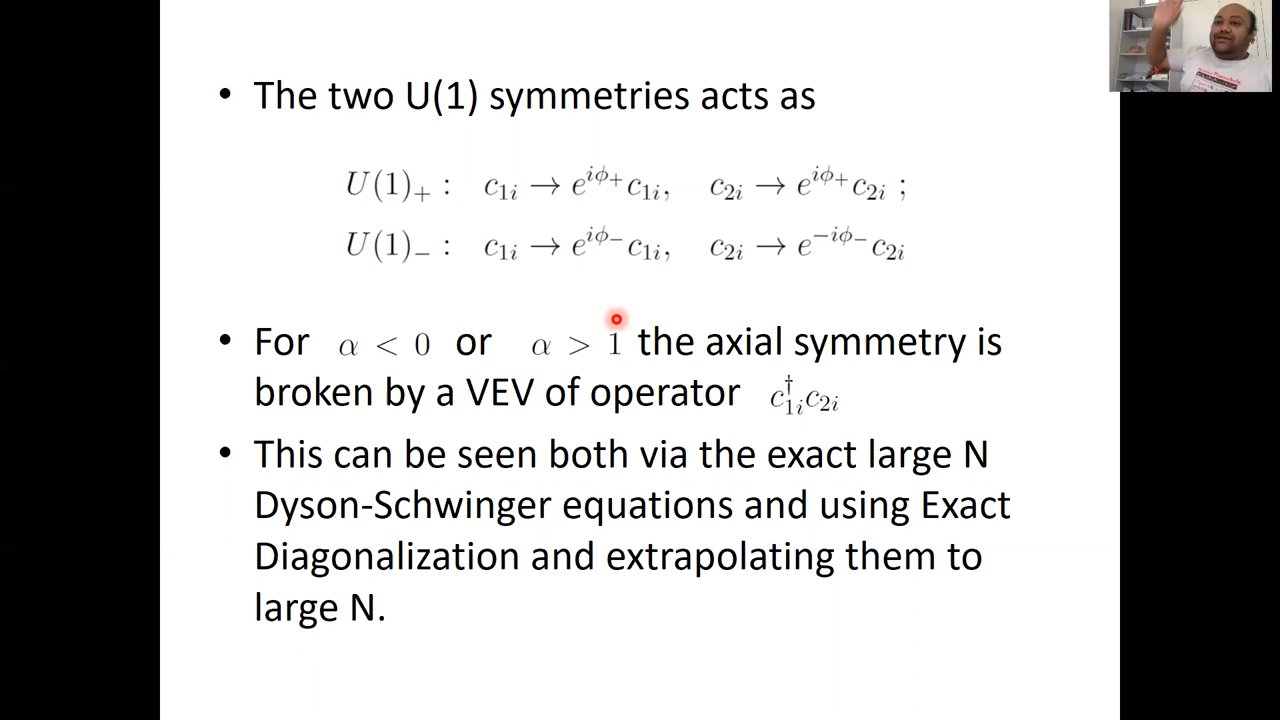 • The two U(1) symmetries acts as
U(1)₊ : c₁ᵢ → e^{iϕ₊}c₁ᵢ, c₂ᵢ → e^{iϕ₊}c₂ᵢ ;
U(1)₋ : c₁ᵢ → e^{iϕ₋}c₁ᵢ, c₂ᵢ → e^{−iϕ₋}c₂ᵢ
• For α < 0 or α > 1 the axial symmetry is
broken by a VEV of operator c†₁ᵢc₂ᵢ
• This can be seen both via the exact large N
Dyson-Schwinger equations and using Exact
Diagonalization and extrapolating them to
large N.